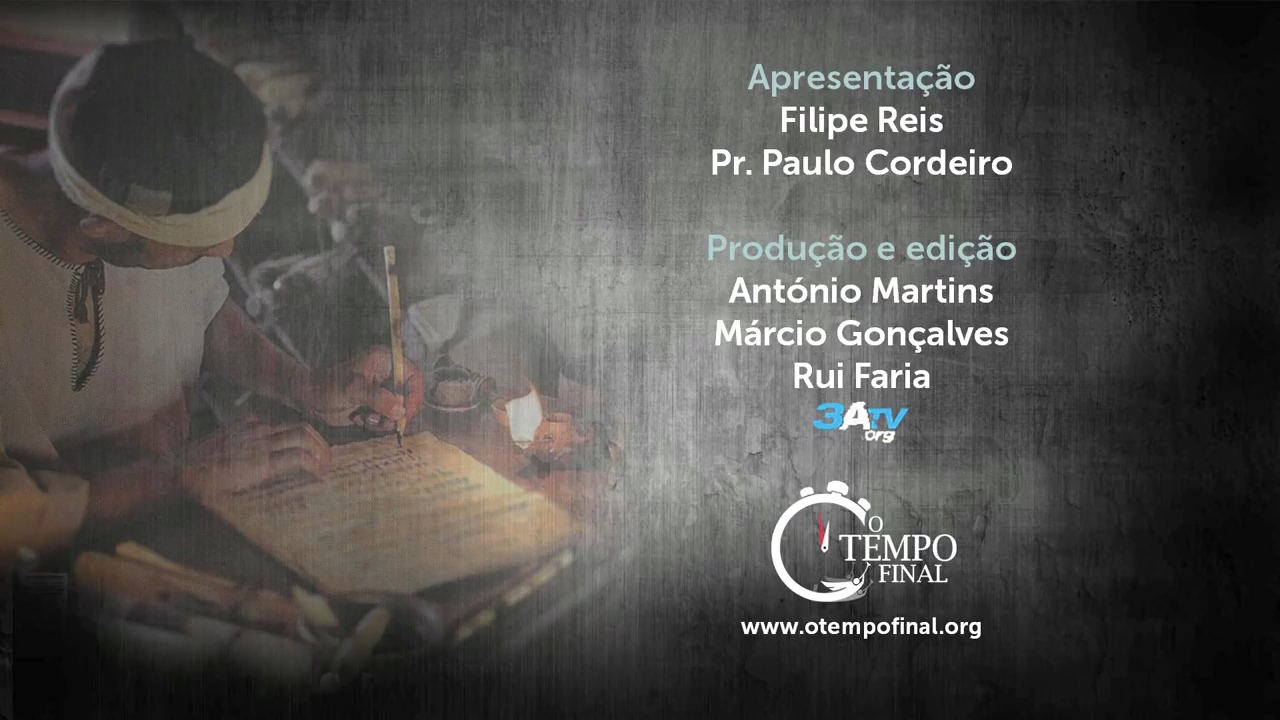 Apresentação
Filipe Reis
Pr. Paulo Cordeiro
Produção e edição
António Martins
Márcio Gonçalves
Rui Faria
3ATV
.org
O
TEMPO
FINAL
www.otempofinal.org